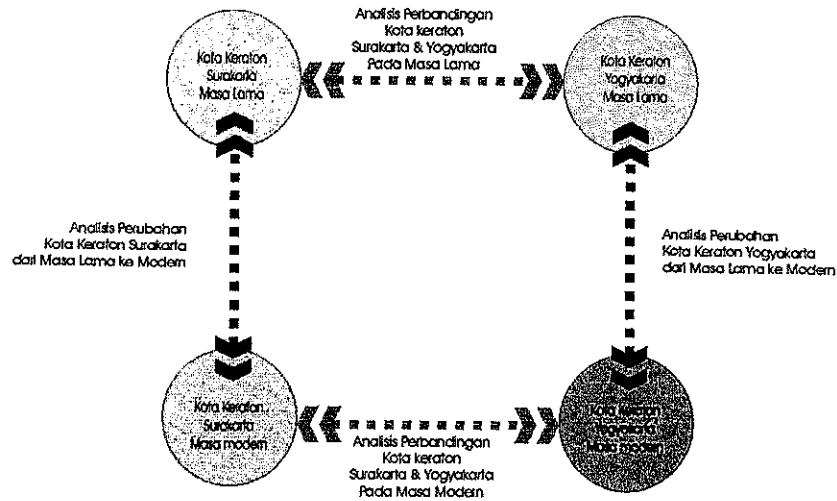 Analisis Perbandingan
Kota keraton
Surakarta & Yogyakarta
Pada Masa Lama
Kota Keraton
Surakarta
Masa Lama
Kota Keraton
Yogyakarta
Masa Lama
Analisis Perubahan
Kota Keraton Surakarta
dari Masa Lama ke Modern
Analisis Perubahan
Kota Keraton Yogyakarta
dari Masa Lama ke Modern
Kota Keraton
Surakarta
Masa modern
Kota Keraton
Yogyakarta
Masa modern
Analisis Perbandingan
Kota keraton
Surakarta & Yogyakarta
Pada Masa Modern